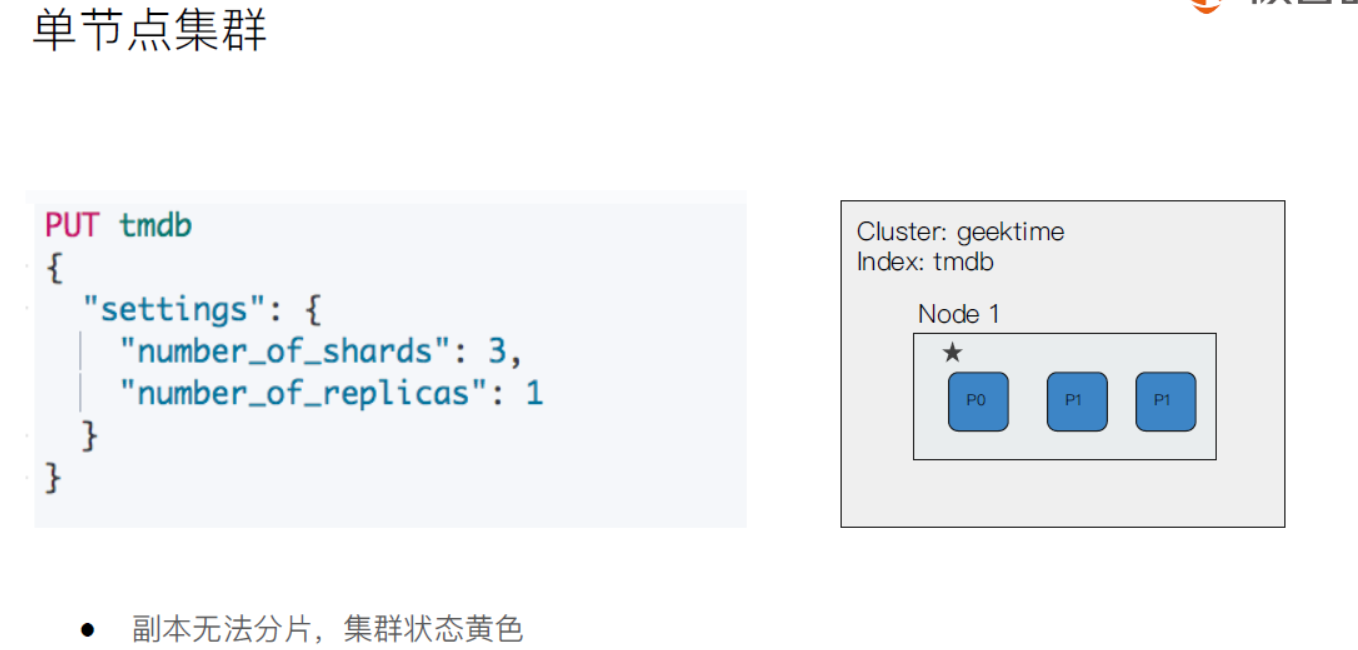 单节点集群
PUT tmdb
{
"settings": {
"number_of_shards": 3,
"number_of_replicas": 1
}
}
Cluster: geektime
Index: tmdb
Node 1
P0
P1
P1
副本无法分片，集群状态黄色